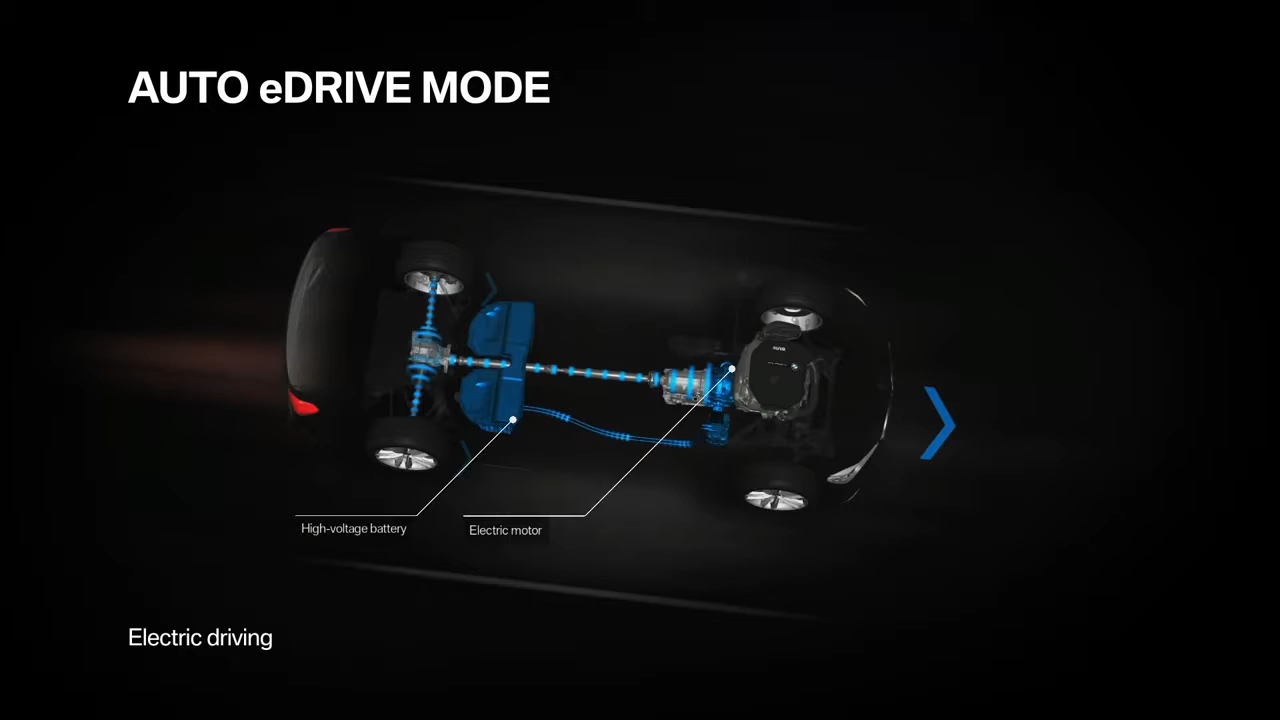 AUTO eDRIVE MODE
High-voltage battery
Electric motor
Electric driving